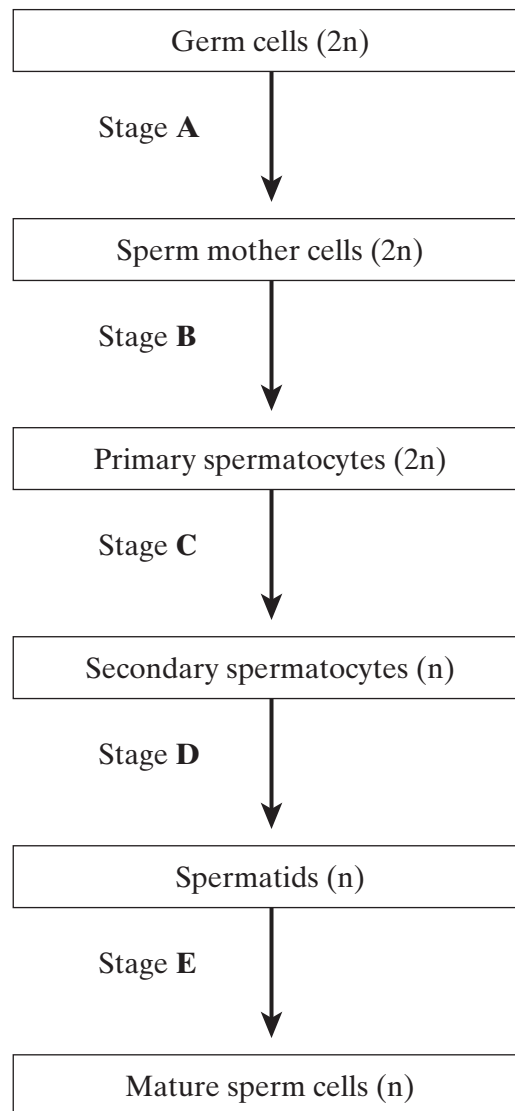 Germ cells (2n)
Stage A
Sperm mother cells (2n)
Stage B
Primary spermatocytes (2n)
Stage C
Secondary spermatocytes (n)
Stage D
Spermatids (n)
Stage E
Mature sperm cells (n)